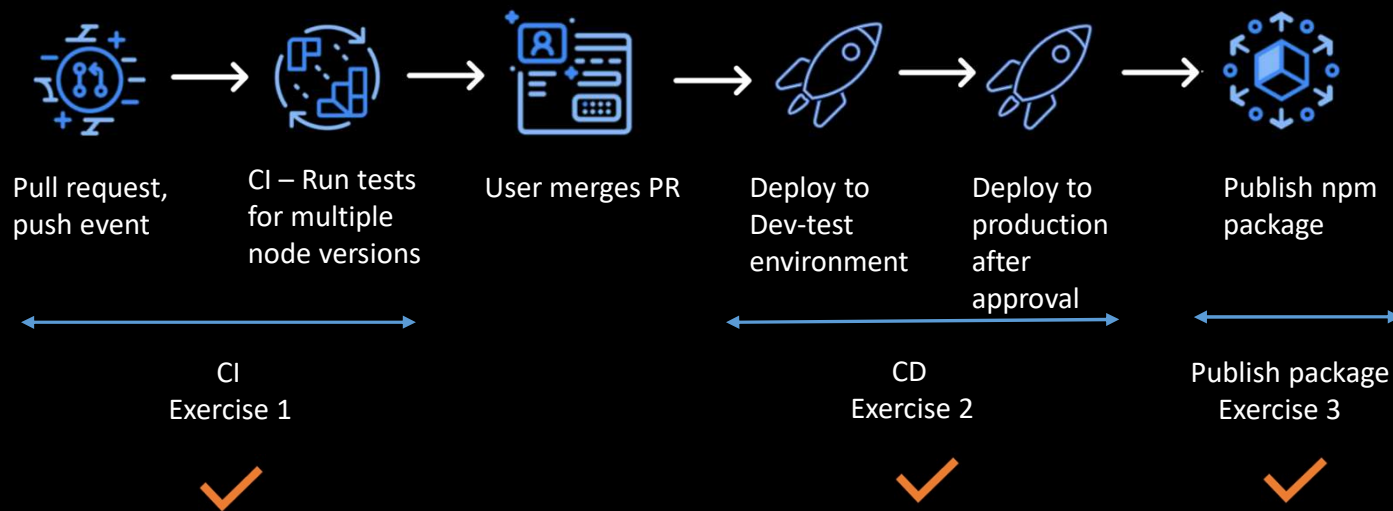 Pull request,
push event
CI – Run tests
for multiple
node versions
User merges PR
Deploy to
Dev-test
environment
Deploy to
production
after
approval
Publish npm
package
CI
Exercise 1
CD
Exercise 2
Publish package
Exercise 3